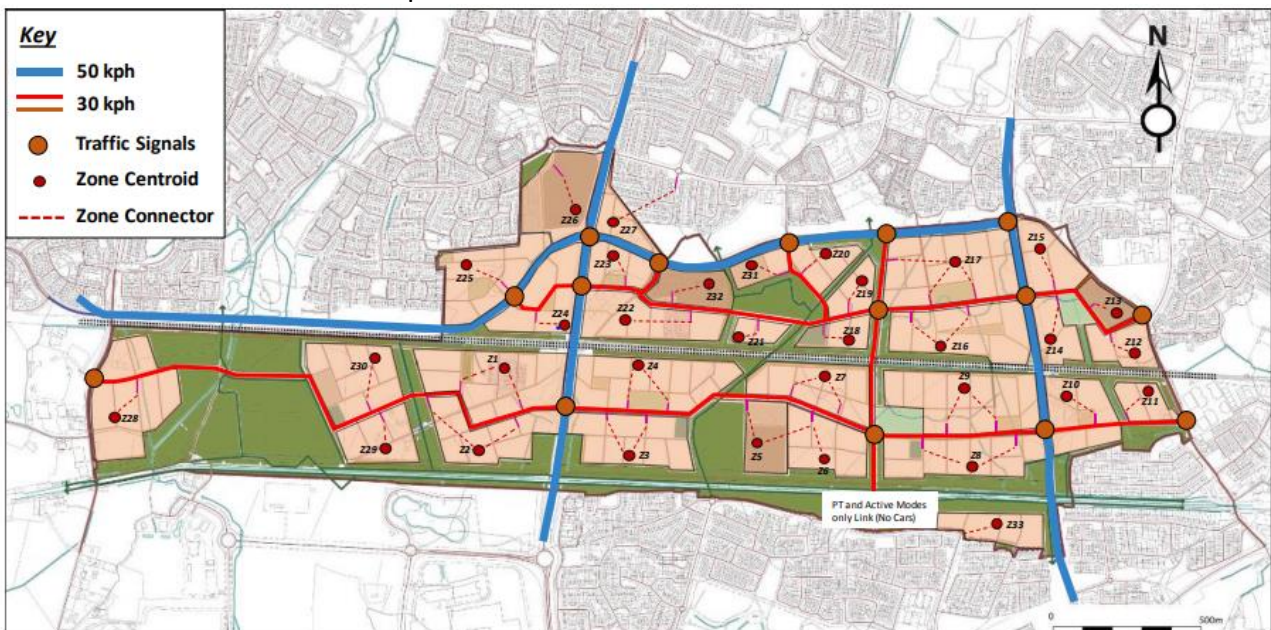 Key
50 kph
30 kph
Traffic Signals
Zone Centroid
Zone Connector
N
Z26
Z27
Z25
Z23
Z24
Z22
Z32
Z31
Z20
Z19
Z21
Z18
Z17
Z15
Z16
Z14
Z13
Z12
Z28
Z30
Z1
Z29
Z2
Z4
Z3
Z7
Z5
Z6
Z9
Z8
Z10
Z11
PT and Active Modes
only Link (No Cars)
Z33
0
500m